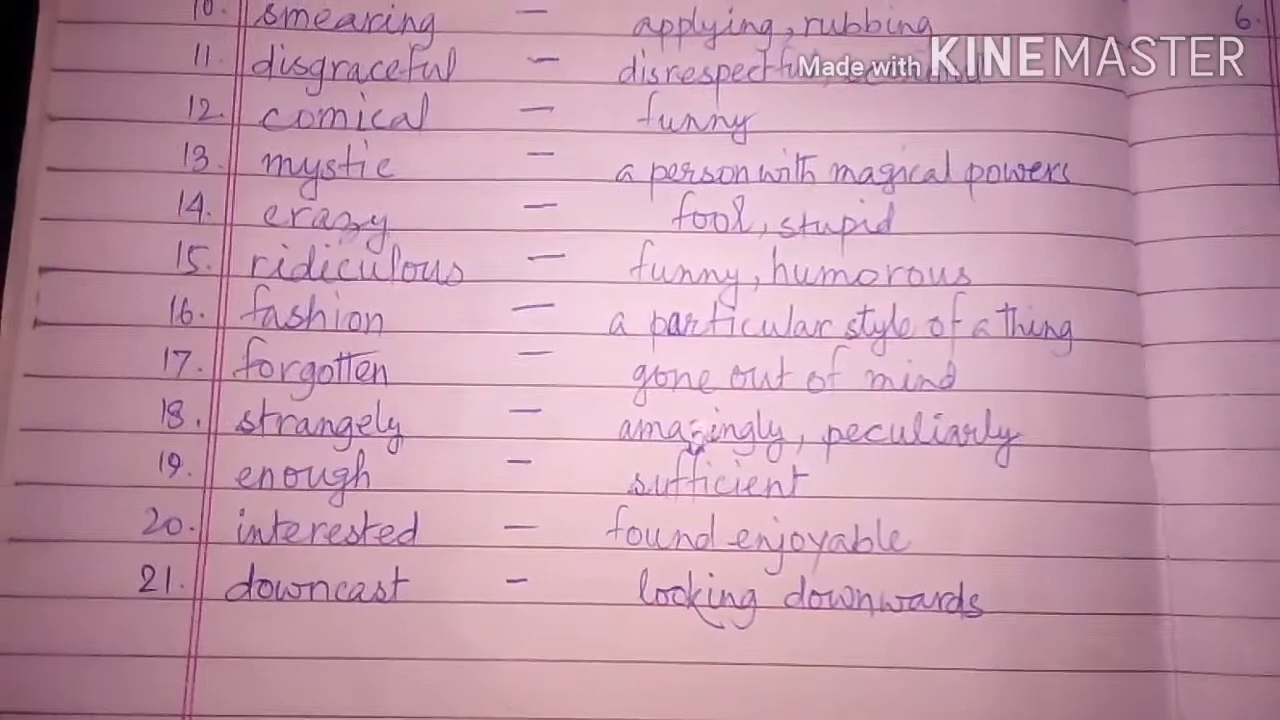 10. smearing - applying, rubbing
6.
Made with KINEMASTER
11. disgraceful - disrespectful,
12. comical - funny
13. mystic - a person with magical powers
14. crazy - fool, stupid
15. ridiculous - funny, humorous
16. fashion - a particular style of a thing
17. forgotten - gone out of mind
18. strangely - amazingly, peculiarly
19. enough - sufficient
20. interested - found enjoyable
21. downcast - looking downwards